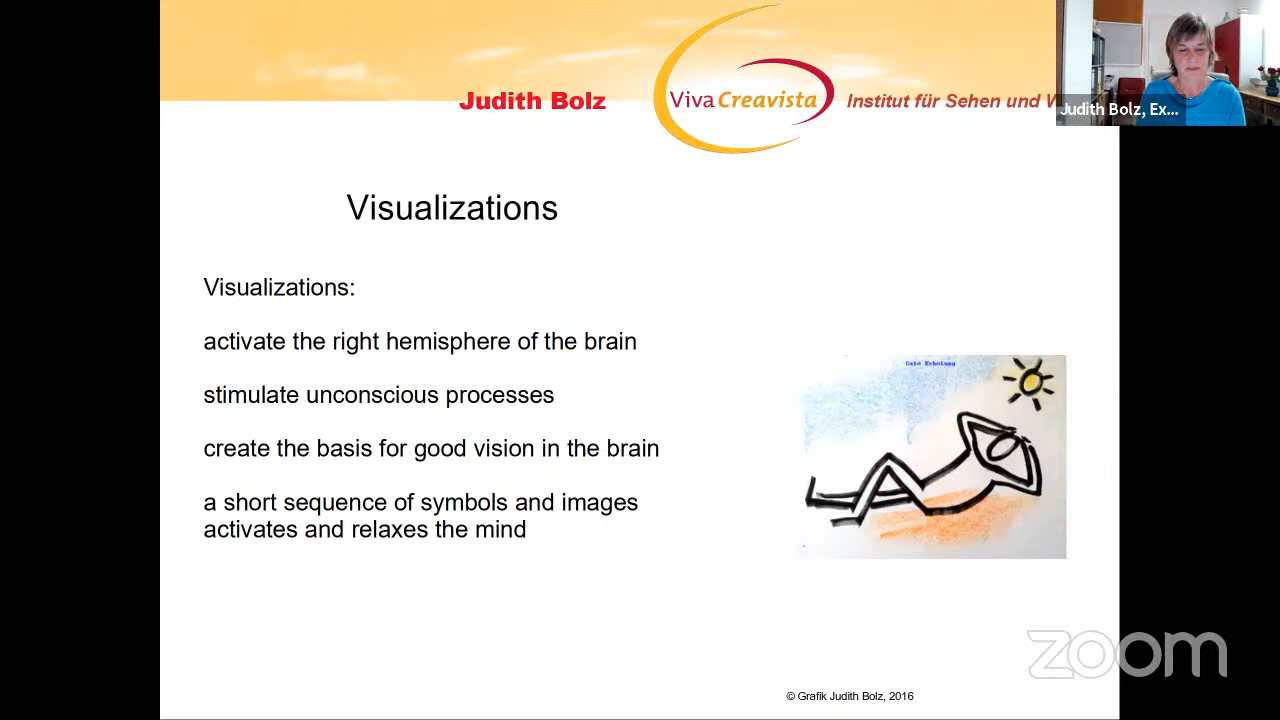 Judith Bolz
VivaCreavista
Institut für Sehen und
Judith Bolz, Ex...
Visualizations
Visualizations:
activate the right hemisphere of the brain
stimulate unconscious processes
create the basis for good vision in the brain
a short sequence of symbols and images
activates and relaxes the mind
Gute Erholung
zoom
© Grafik Judith Bolz, 2016